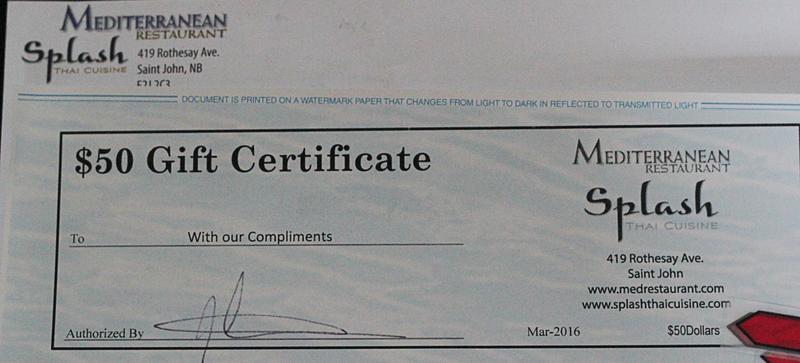 MEDITERRANEAN
RESTAURANT
Splash
THAI CUISINE
419 Rothesay Ave.
Saint John, NB
DOCUMENT IS PRINTED ON A WATERMARK PAPER THAT CHANGES FROM LIGHT TO DARK IN REFLECTED TO TRANSMITTED LIGHT
$50 Gift Certificate
MEDITERRANEAN
RESTAURANT
Splash
THAI CUISINE
To With our Compliments
419 Rothesay Ave.
Saint John
www.medrestaurant.com
www.splashthaicuisine.com
Authorized By Mar-2016 $50Dollars